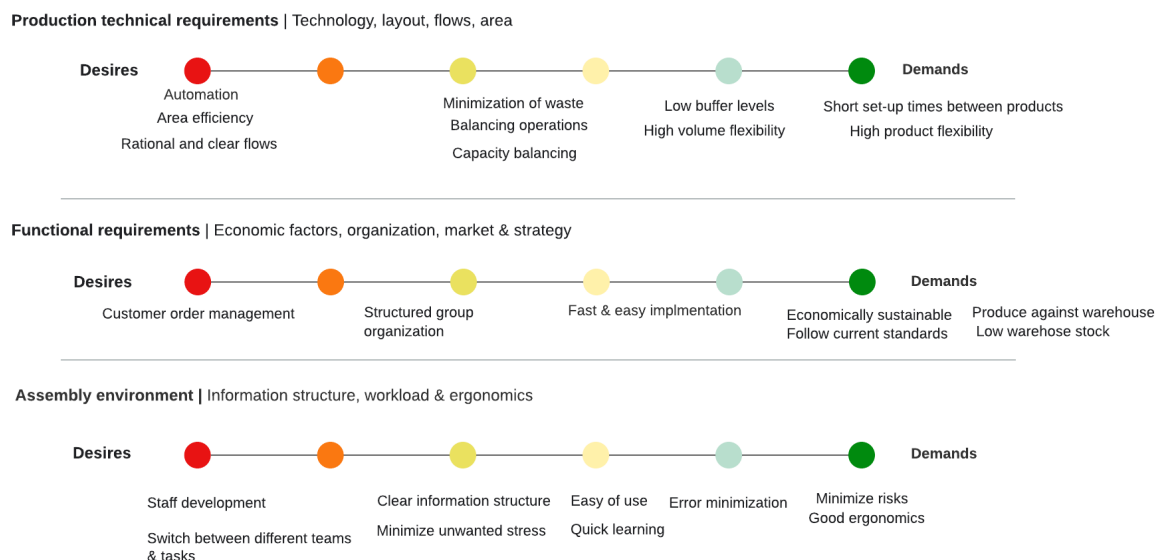 Production technical requirements | Technology, layout, flows, area
Desires
Demands
Automation
Area efficiency
Rational and clear flows
Minimization of waste
Balancing operations
Capacity balancing
Low buffer levels
High volume flexibility
Short set-up times between products
High product flexibility
Functional requirements | Economic factors, organization, market & strategy
Desires
Demands
Customer order management
Structured group
organization
Fast & easy implmentation
Economically sustainable
Follow current standards
Produce against warehouse
Low warehose stock
Assembly environment | Information structure, workload & ergonomics
Desires
Demands
Staff development
Switch between different teams
& tasks
Clear information structure
Minimize unwanted stress
Easy of use
Quick learning
Error minimization
Minimize risks
Good ergonomics